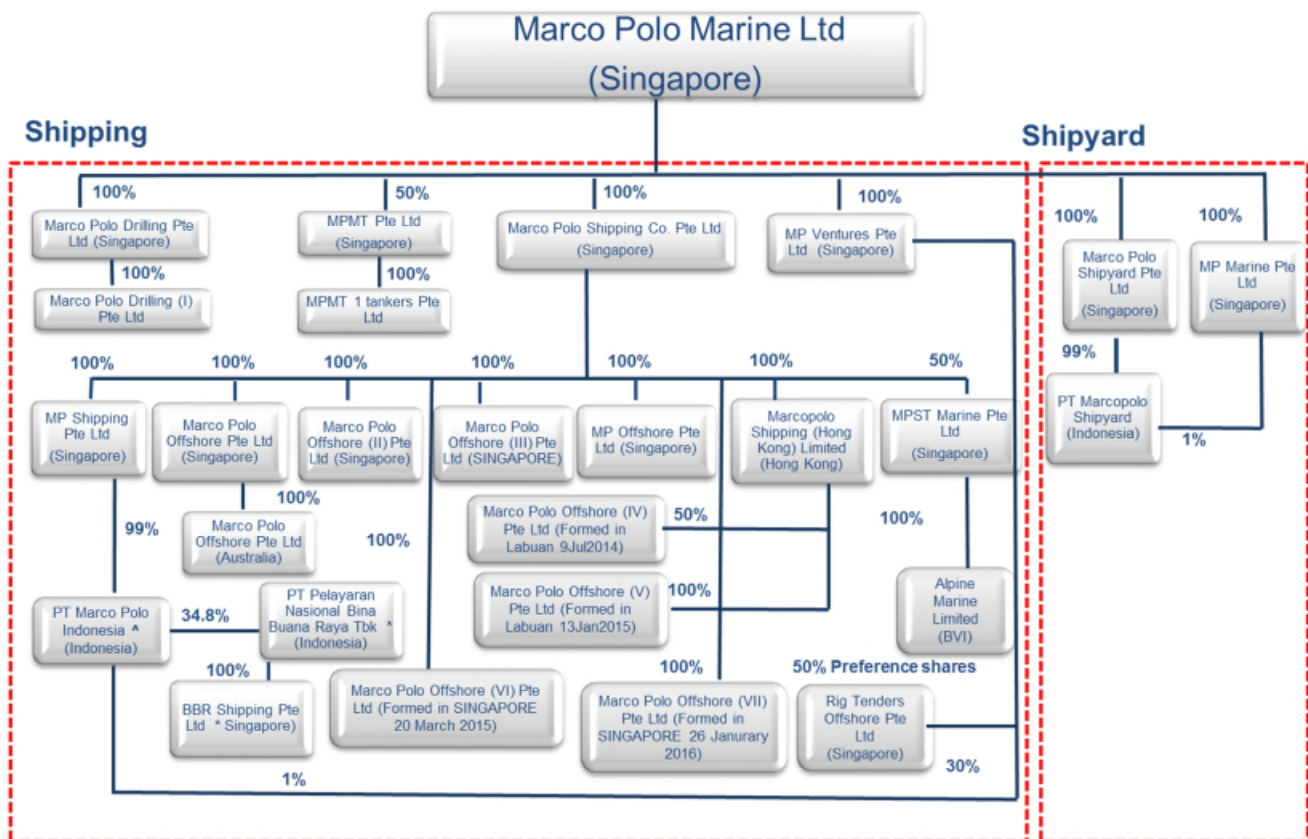 Marco Polo Marine Ltd
(Singapore)
Shipping
Shipyard
100%
50%
100%
100%
100%
100%
Marco Polo Drilling Pte
Ltd (Singapore)
MPMT Pte Ltd
(Singapore)
Marco Polo Shipping Co. Pte Ltd
(Singapore)
MP Ventures Pte
Ltd (Singapore)
Marco Polo
Shipyard Pte
Ltd
(Singapore)
MP Marine Pte
Ltd
(Singapore)
100%
100%
Marco Polo Drilling (I)
Pte Ltd
MPMT 1 tankers Pte
Ltd
99%
PT Marcopolo
Shipyard
(Indonesia)
1%
100%
100%
100%
100%
100%
100%
50%
MP Shipping
Pte Ltd
(Singapore)
Marco Polo
Offshore Pte Ltd
(Singapore)
Marco Polo
Offshore (II) Pte
Ltd (Singapore)
Marco Polo
Offshore (III) Pte
Ltd (SINGAPORE)
MP Offshore Pte
Ltd (Singapore)
Marcopolo
Shipping (Hong
Kong) Limited
(Hong Kong)
MPST Marine Pte
Ltd
(Singapore)
99%
100%
Marco Polo
Offshore Pte Ltd
(Australia)
100%
Marco Polo Offshore (IV)
Pte Ltd (Formed in
Labuan 9Jul2014)
50%
100%
Marco Polo Offshore (V)
Pte Ltd (Formed in
Labuan 13Jan2015)
100%
Alpine
Marine
Limited
(BVI)
PT Marco Polo
Indonesia ^
(Indonesia)
34.8%
PT Pelayaran
Nasional Bina
Buana Raya Tbk *
(Indonesia)
100%
BBR Shipping Pte
Ltd * Singapore)
Marco Polo Offshore (VI) Pte
Ltd (Formed in SINGAPORE
20 March 2015)
100%
Marco Polo Offshore (VII)
Pte Ltd (Formed in
SINGAPORE 26 Janurary
2016)
50% Preference shares
Rig Tenders
Offshore Pte
Ltd
(Singapore)
30%
1%